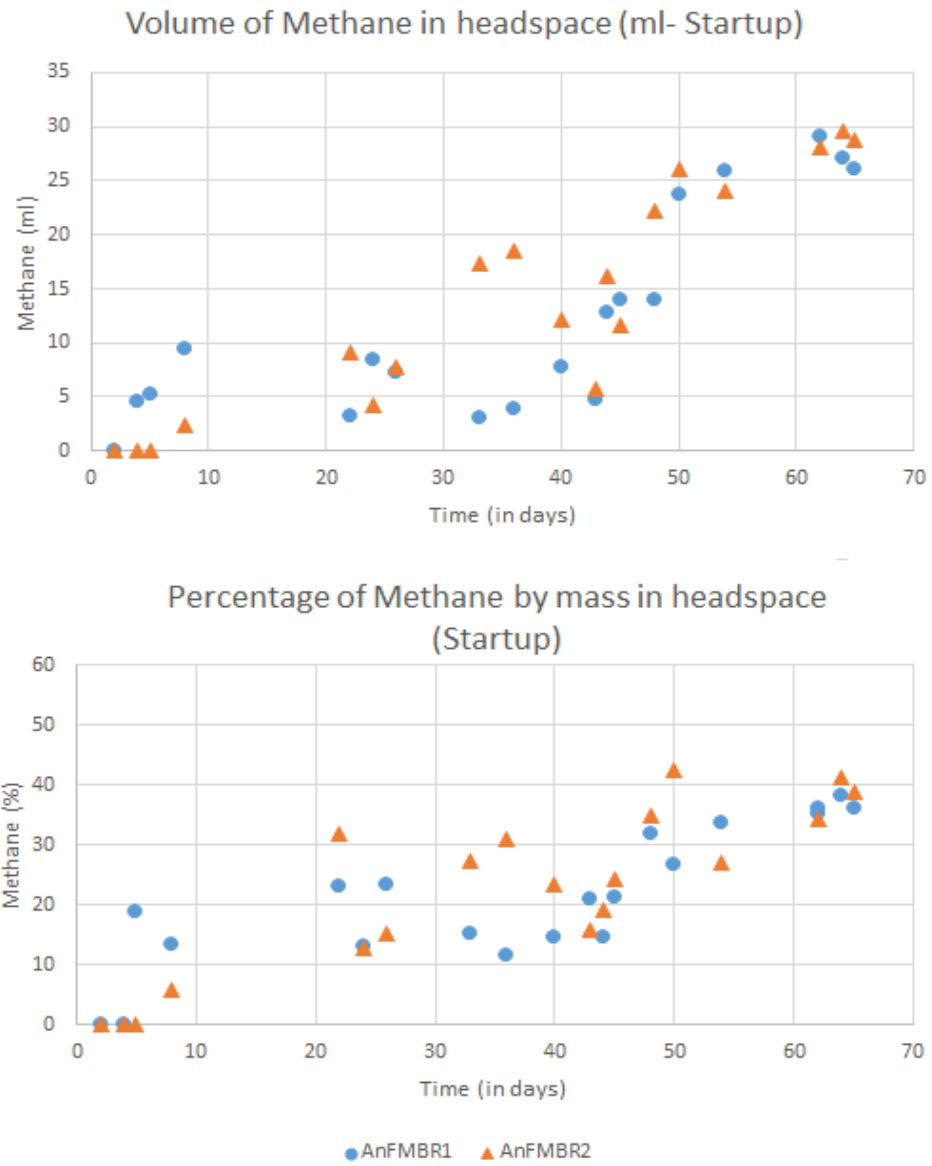 Volume of Methane in headspace (ml- Startup)
35
30
25
20
15
10
5
0
Methane (ml)
0 10 20 30 40 50 60 70
Time (in days)
Percentage of Methane by mass in headspace
(Startup)
60
50
40
30
20
10
0
Methane (%)
0 10 20 30 40 50 60 70
Time (in days)
AnFMBR1 AnFMBR2